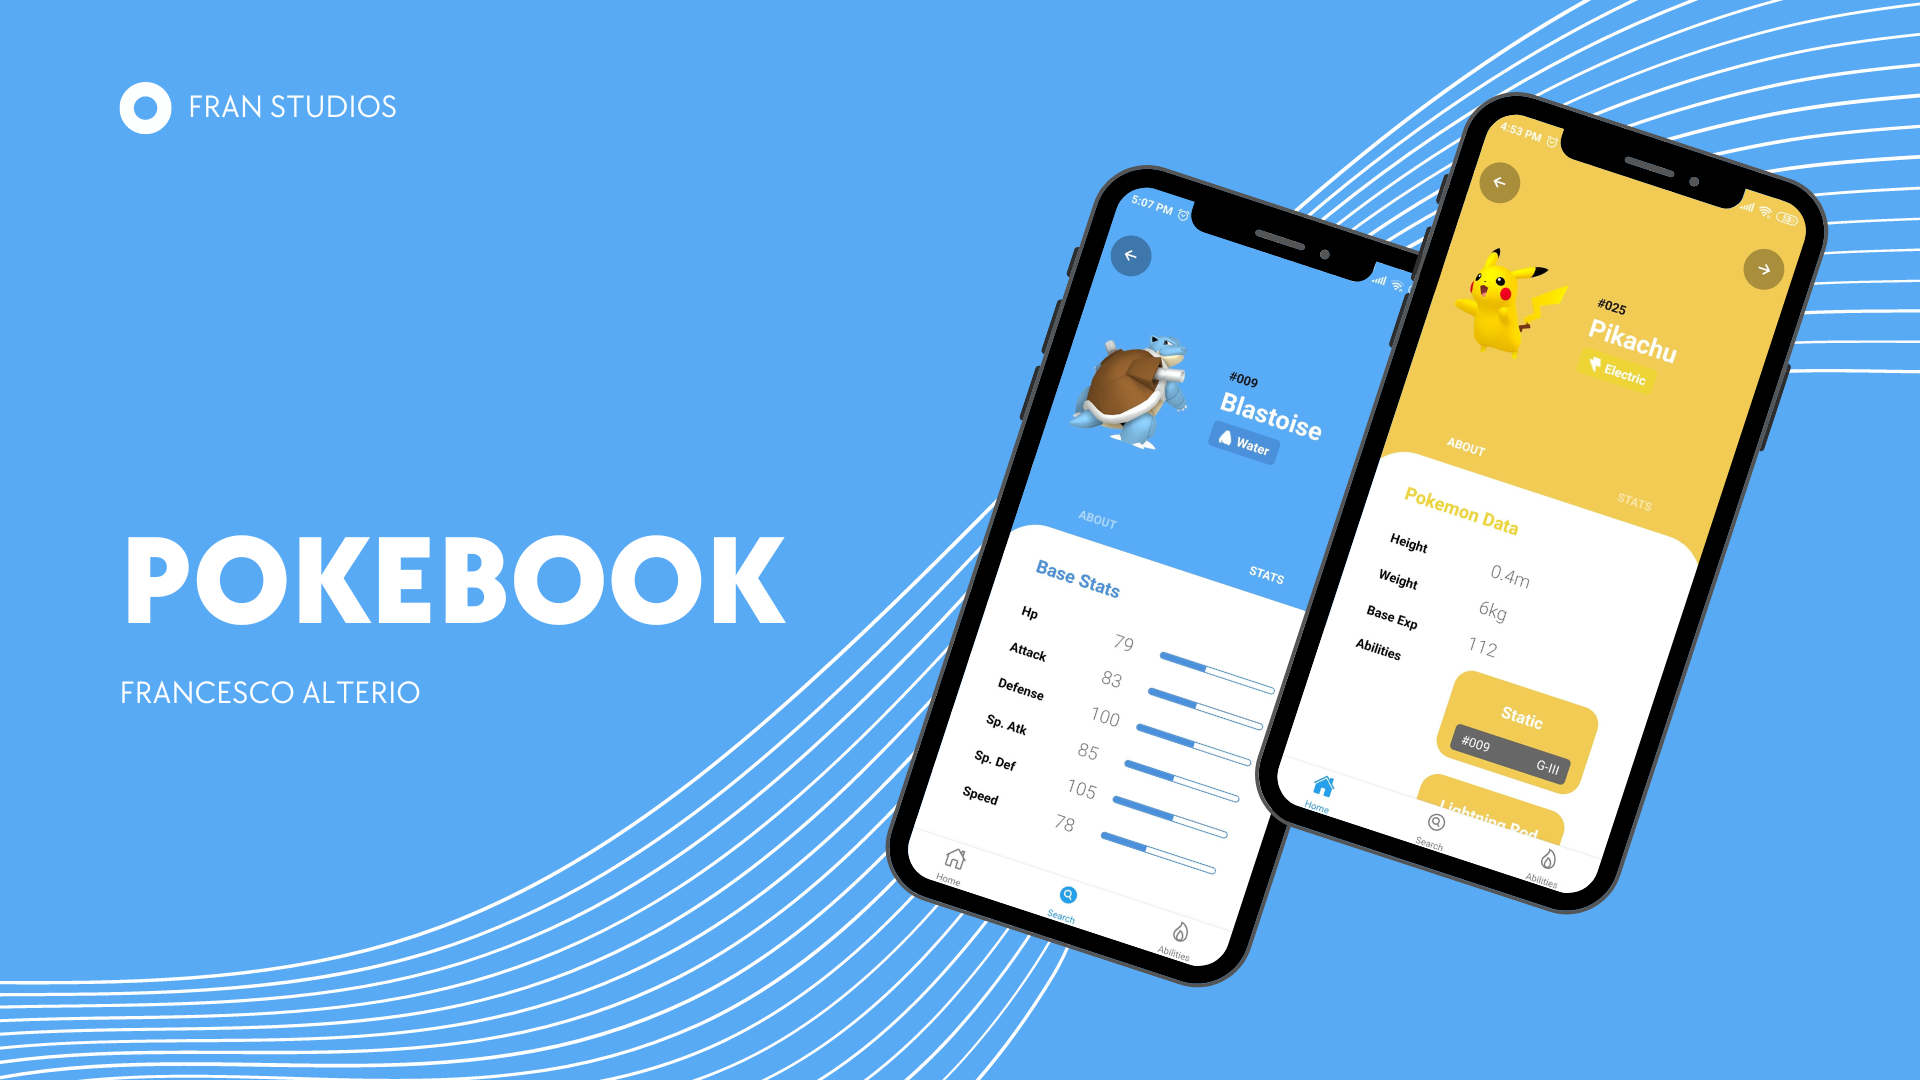 FRAN STUDIOS
POKEBOOK
FRANCESCO ALTERIO
5:07 PM
#009
Blastoise
Water
ABOUT
STATS
Base Stats
Hp 79
Attack 83
Defense 100
Sp. Atk 85
Sp. Def 105
Speed 78
Home
Search
Abilities
4:53 PM
58
#025
Pikachu
Electric
ABOUT
STATS
Pokemon Data
Height 0.4m
Weight 6kg
Base Exp 112
Abilities
Static
#009 G-III
Lightning Rod
Home
Search
Abilities